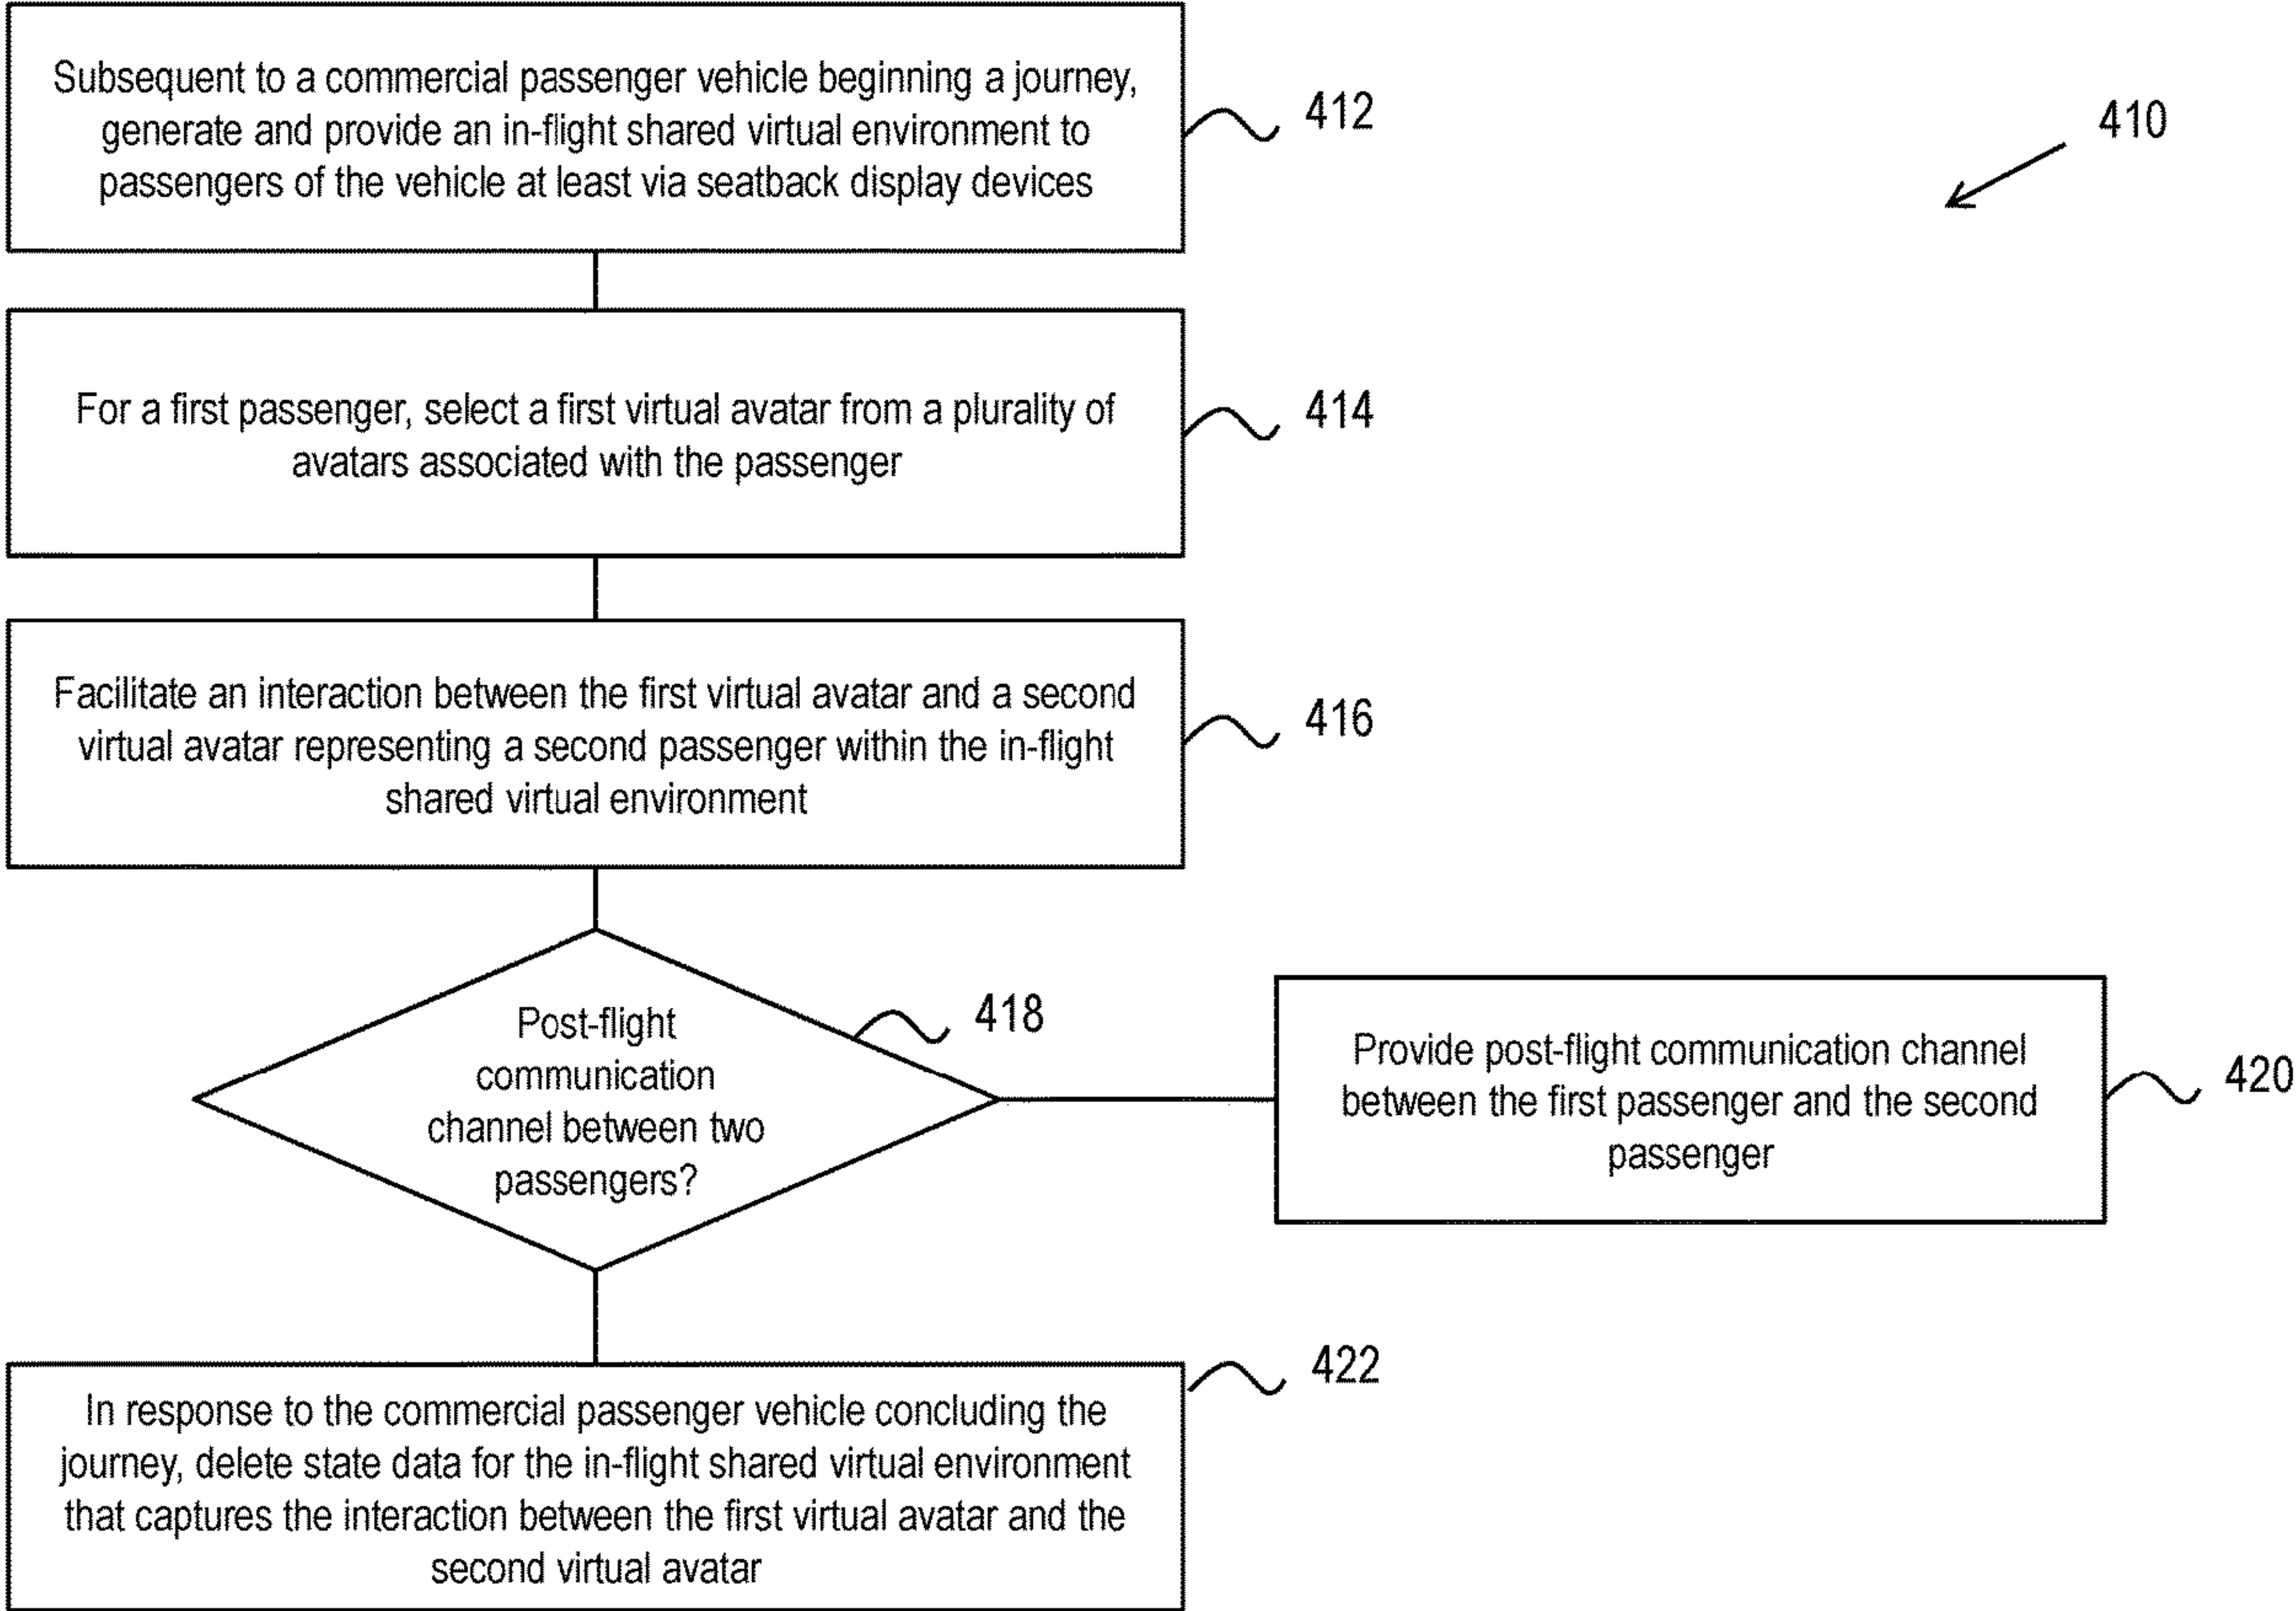 Subsequent to a commercial passenger vehicle beginning a journey,
generate and provide an in-flight shared virtual environment to
passengers of the vehicle at least via seatback display devices
412
410
For a first passenger, select a first virtual avatar from a plurality of
avatars associated with the passenger
414
Facilitate an interaction between the first virtual avatar and a second
virtual avatar representing a second passenger within the in-flight
shared virtual environment
416
Post-flight
communication
channel between two
passengers?
418
Provide post-flight communication channel
between the first passenger and the second
passenger
420
In response to the commercial passenger vehicle concluding the
journey, delete state data for the in-flight shared virtual environment
that captures the interaction between the first virtual avatar and the
second virtual avatar
422